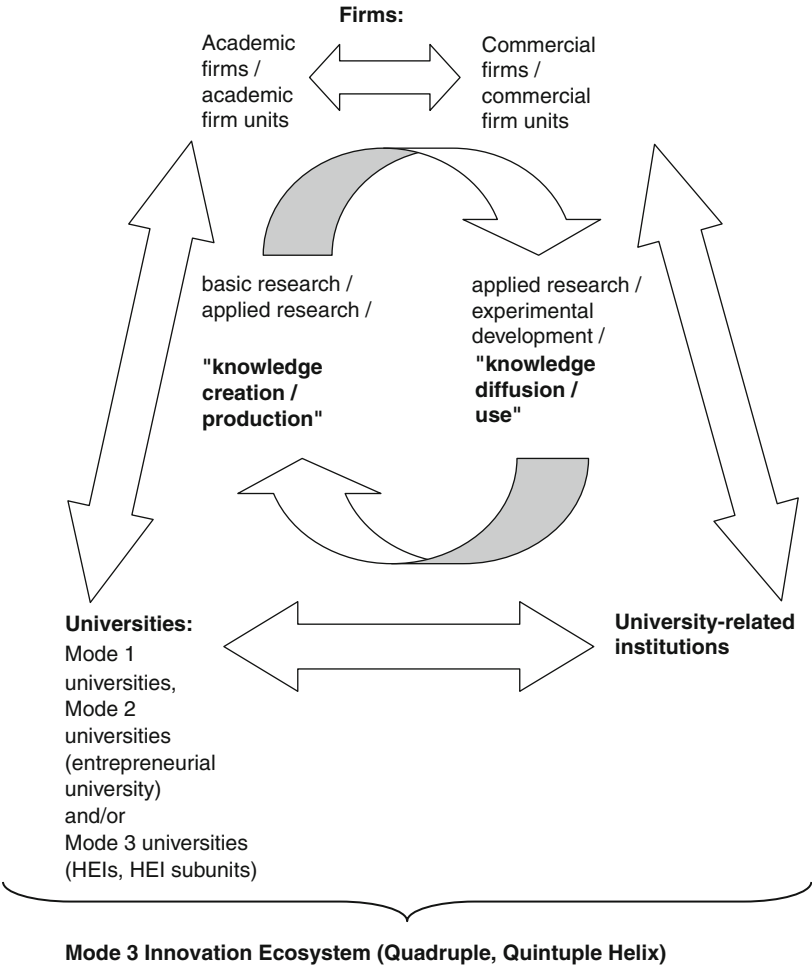 Firms:
Academic
firms /
academic
firm units
Commercial
firms /
commercial
firm units
basic research /
applied research /
"knowledge
creation /
production"
applied research /
experimental
development /
"knowledge
diffusion /
use"
Universities:
Mode 1
universities,
Mode 2
universities
(entrepreneurial
university)
and/or
Mode 3 universities
(HEIs, HEI subunits)
University-related
institutions
Mode 3 Innovation Ecosystem (Quadruple, Quintuple Helix)